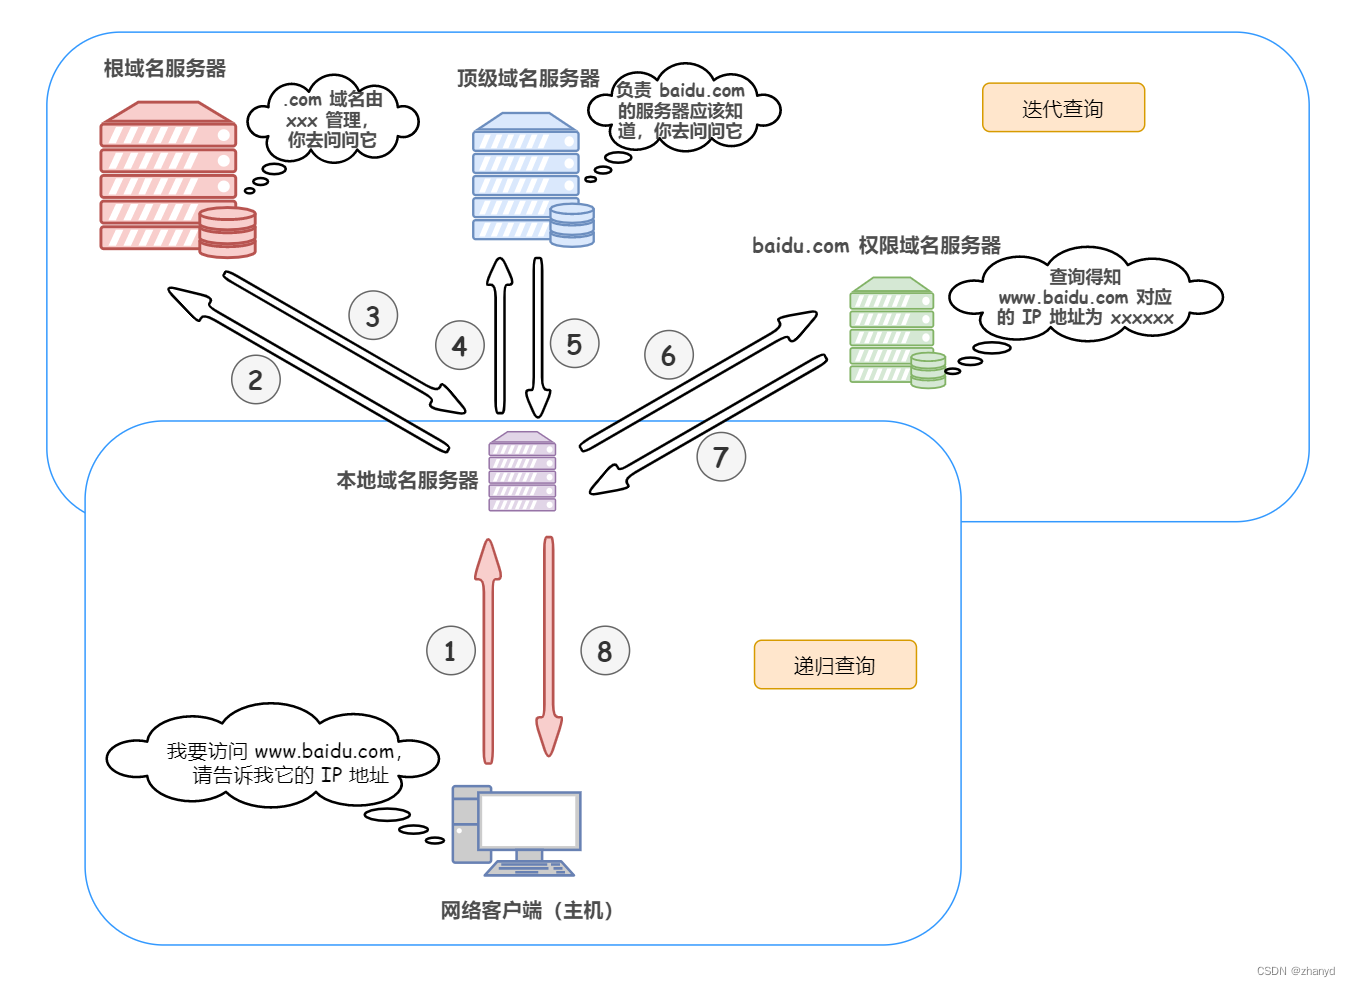 根域名服务器
.com 域名由
xxx 管理，
你去问问它
顶级域名服务器
负责 baidu.com
的服务器应该知
道，你去问问它
迭代查询
baidu.com 权限域名服务器
查询得知
www.baidu.com 对应
的 IP 地址为 xxxxxx
3
4
5
6
2
7
本地域名服务器
1
8
递归查询
我要访问 www.baidu.com，
请告诉我它的 IP 地址
网络客户端（主机）
CSDN @zhanyd